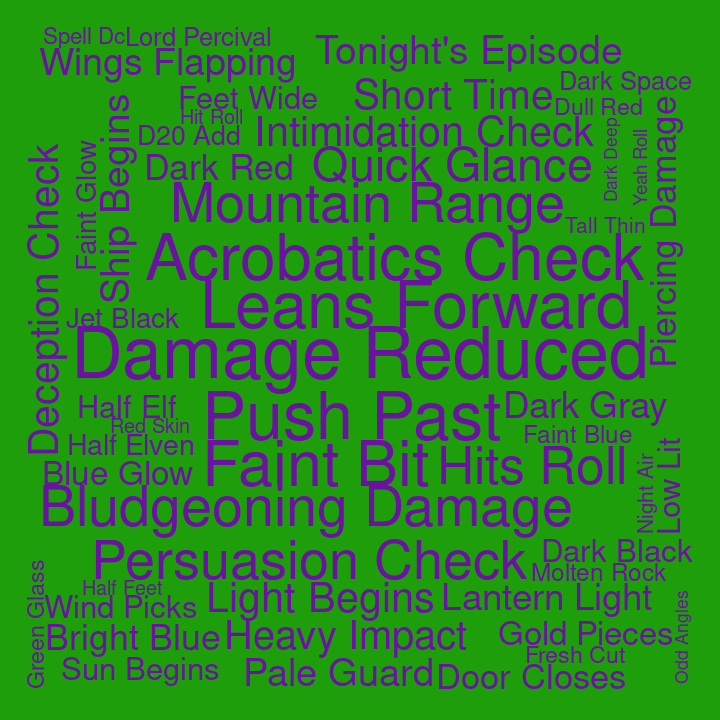 Spell Dc
Lord Percival
Tonight's Episode
Wings Flapping
Dark Space
Feet Wide
Short Time
Dull Red
Hit Roll
D20 Add
Intimidation Check
Dark Deep
Yeah Roll
Piercing Damage
Deception Check
Faint Glow
Ship Begins
Dark Red
Quick Glance
Mountain Range
Tall Thin
Acrobatics Check
Jet Black
Leans Forward
Damage Reduced
Half Elf
Push Past
Dark Gray
Red Skin
Faint Blue
Half Elven
Faint Bit
Hits Roll
Night Air
Low Lit
Blue Glow
Bludgeoning Damage
Persuasion Check
Dark Black
Molten Rock
Green Glass
Half Feet
Wind Picks
Light Begins
Lantern Light
Odd Angles
Bright Blue
Heavy Impact
Gold Pieces
Fresh Cut
Sun Begins
Pale Guard
Door Closes